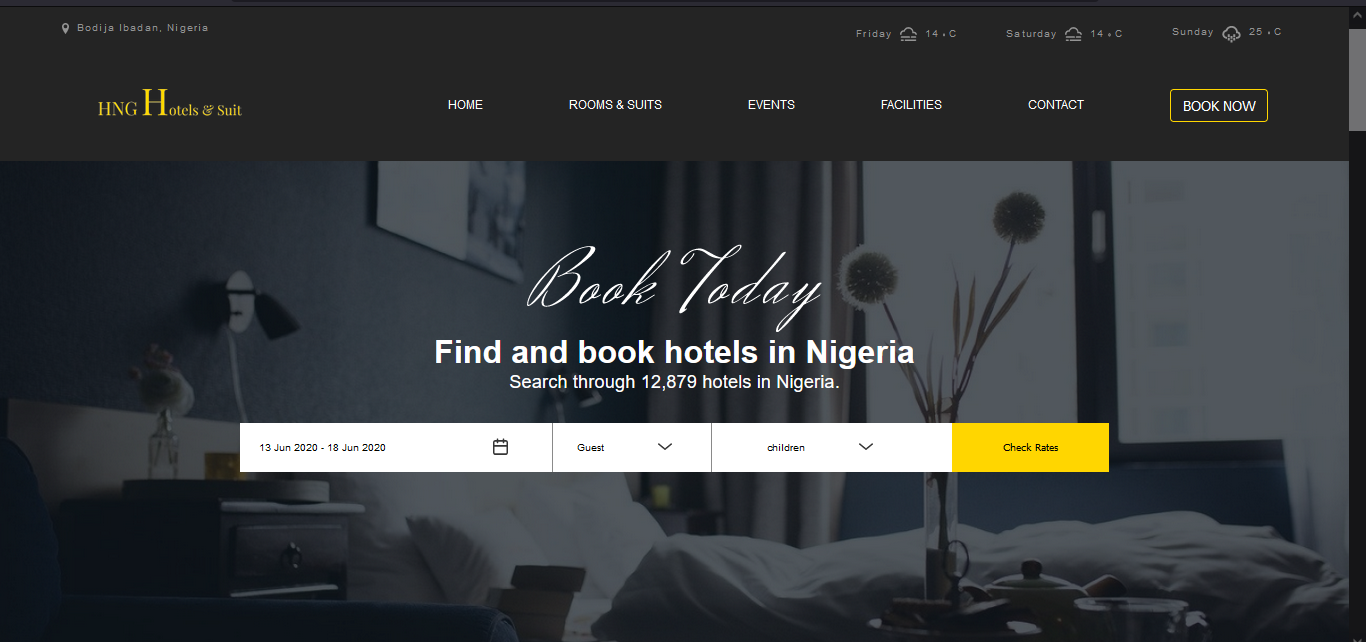 Bodija Ibadan, Nigeria
Friday 14 • C Saturday 14 • C Sunday 25 • C
HNG Hotels & Suit
HOME ROOMS & SUITS EVENTS FACILITIES CONTACT BOOK NOW
Book Today
Find and book hotels in Nigeria
Search through 12,879 hotels in Nigeria.
13 Jun 2020 - 18 Jun 2020 Guest children Check Rates